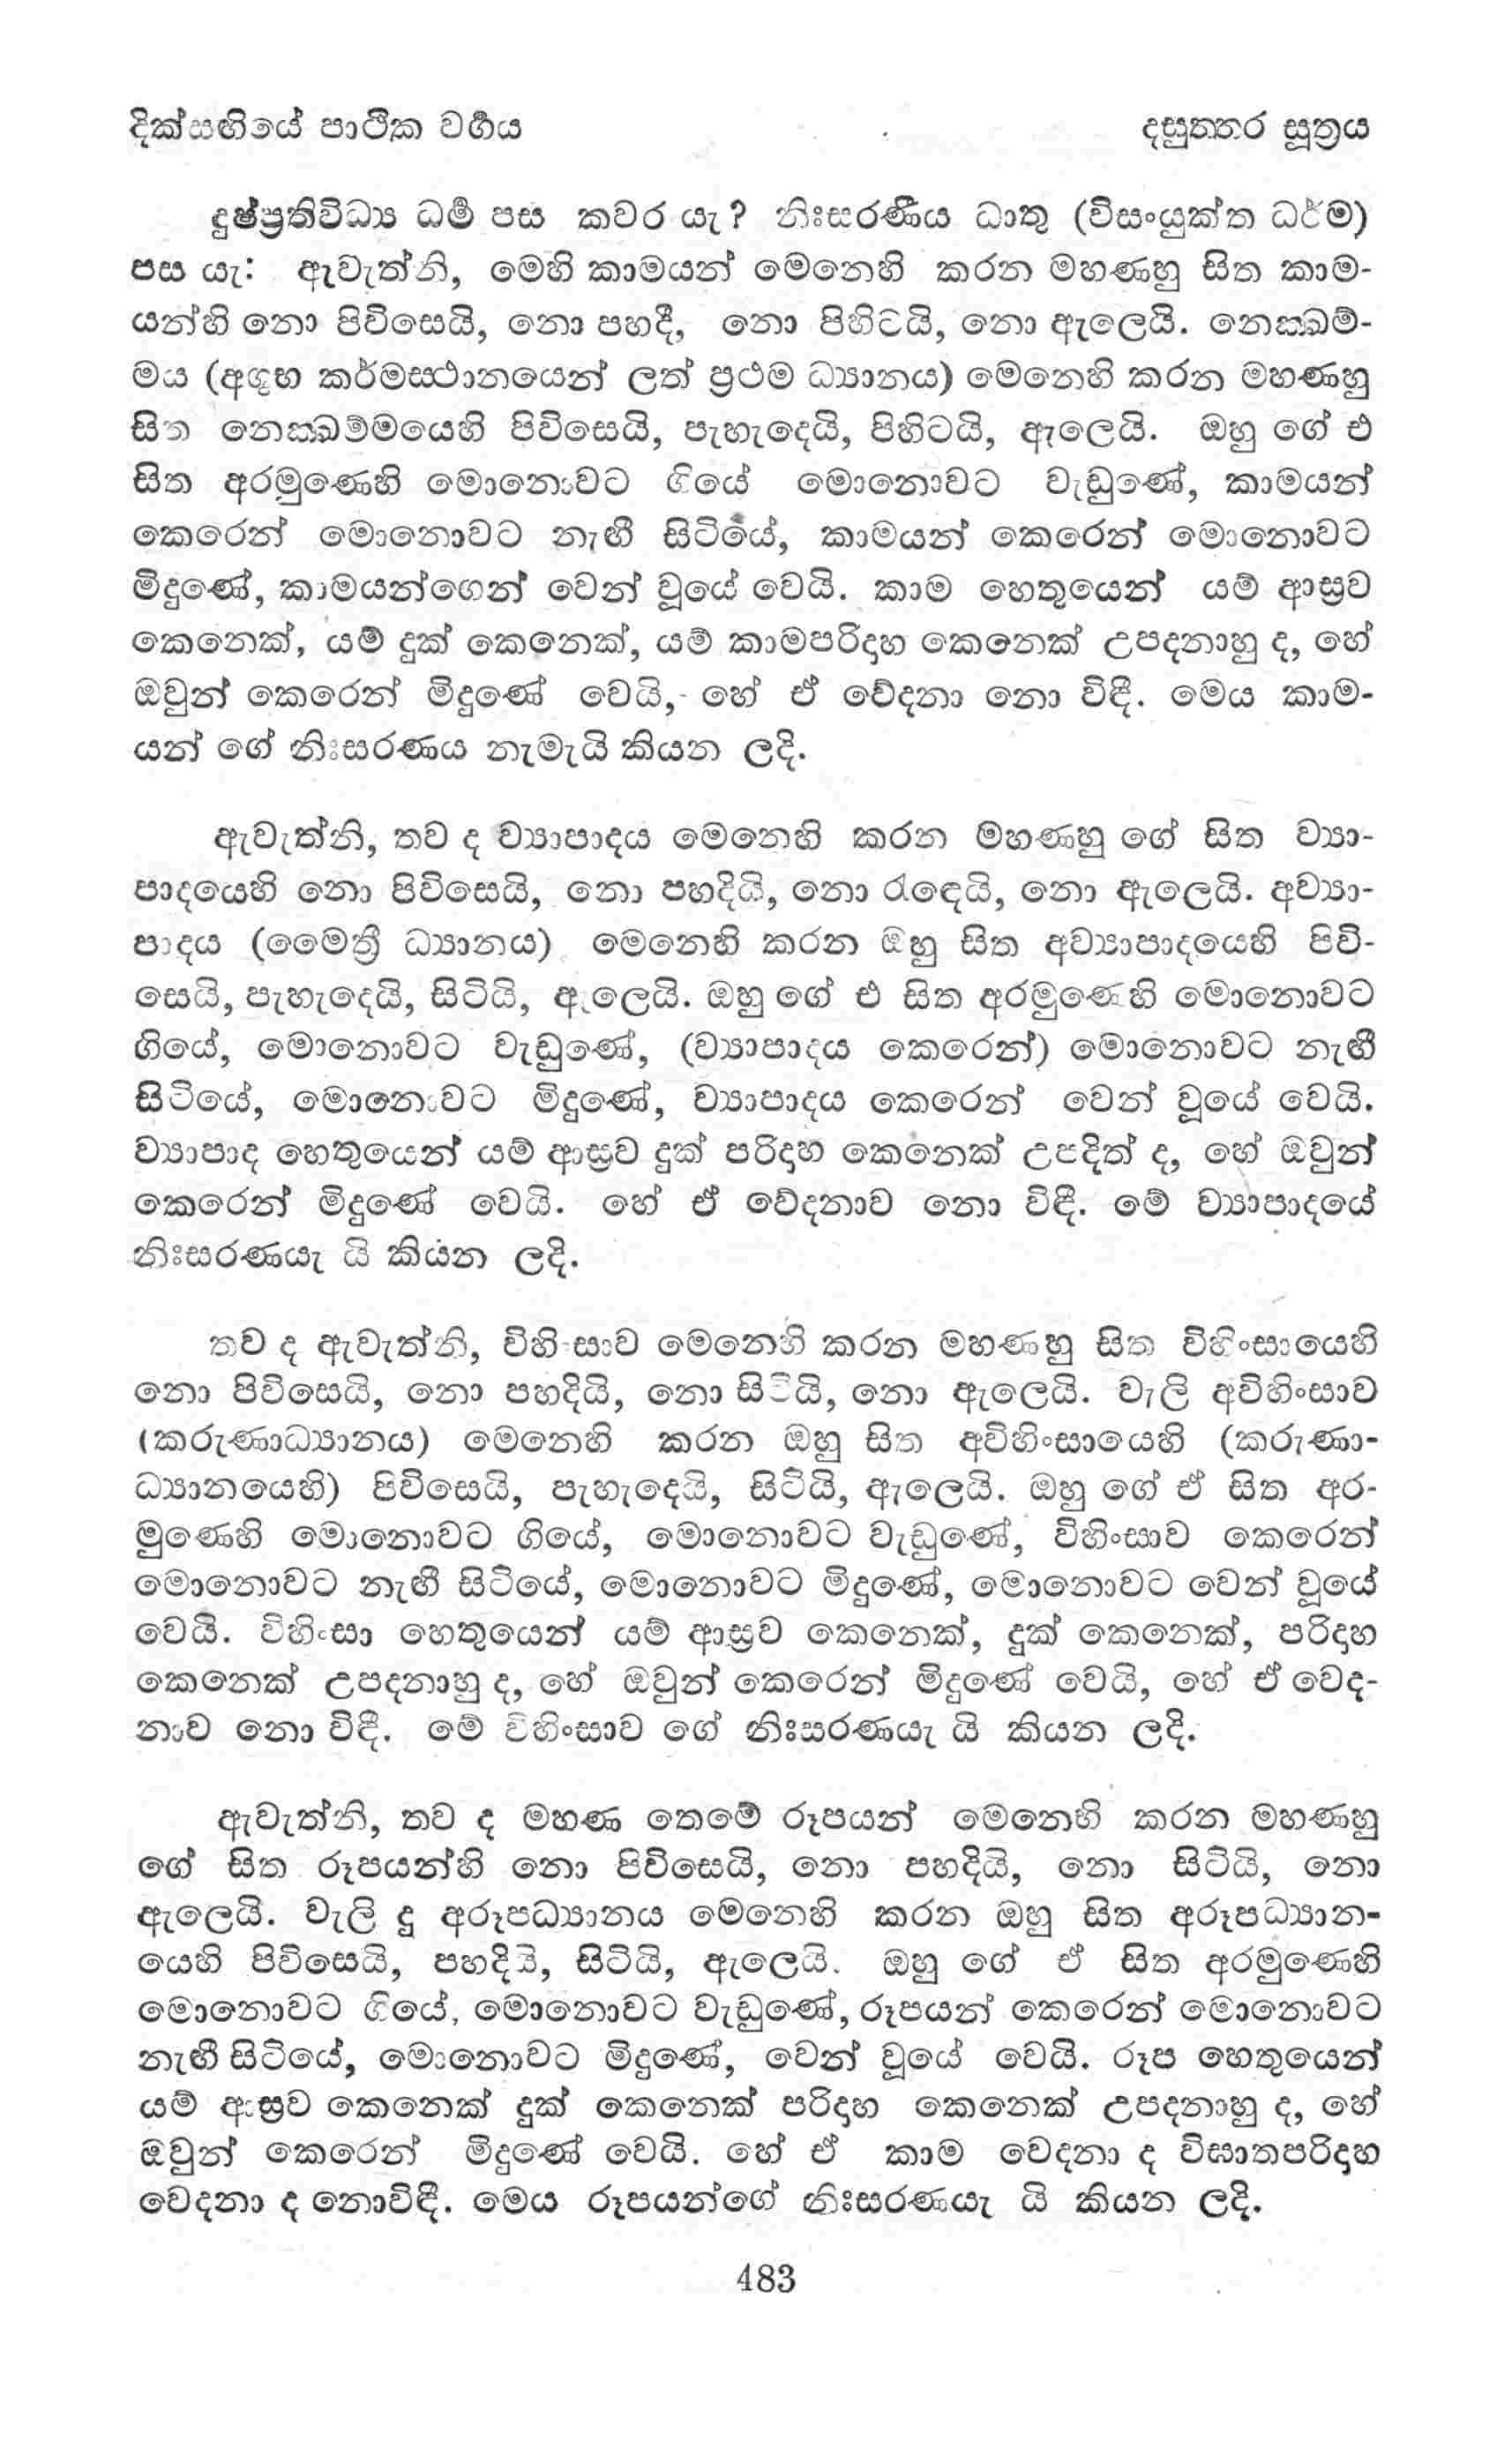 දික්සඟියේ පාථික වර්‍ගය
දසුත්තර සූත්‍රය
දුෂ්ප්‍රතිවිධ්‍ය ධර්‍ම පස කවර යැ? නිඃසරණීය ධාතු (විසංයුක්ත ධර්ම)
පස යැ: ඇවැත්නි, මෙහි කාමයන් මෙනෙහි කරන මහණහු සිත කාම-
යන්හි නො පිවිසෙයි, නො පහදී, නො පිහිටයි, නො ඇලෙයි. නෙක්ඛම්-
මය (අශුභ කර්මස්ථානයෙන් ලත් ප්‍රථම ධ්‍යානය) මෙනෙහි කරන මහණහු
සිත නෙක්ඛම්මයෙහි පිවිසෙයි, පැහැදෙයි, පිහිටයි, ඇලෙයි. ඔහු ගේ එ
සිත අරමුණෙහි මොනොවට ගියේ මොනොවට වැඩුණේ, කාමයන්
කෙරෙන් මොනොවට නැඟී සිටියේ, කාමයන් කෙරෙන් මොනොවට
මිදුණේ, කාමයන්ගෙන් වෙන් වූයේ වෙයි. කාම හෙතුයෙන් යම් ආස්‍රව
කෙනෙක්, යම් දුක් කෙනෙක්, යම් කාමපරිදාහ කෙනෙක් උපදනාහු ද, හේ
ඔවුන් කෙරෙන් මිදුණේ වෙයි, හේ ඒ වේදනා නො විඳී. මෙය කාම-
යන් ගේ නිඃසරණය නැමැයි කියන ලදි.
ඇවැත්නි, තව ද ව්‍යාපාදය මෙනෙහි කරන මහණහු ගේ සිත ව්‍යා-
පාදයෙහි නො පිවිසෙයි, නො පහදියි, නො රැඳෙයි, නො ඇලෙයි. අව්‍යා-
පාදය (මෛත්‍රී ධ්‍යානය) මෙනෙහි කරන ඔහු සිත අව්‍යාපාදයෙහි පිවි-
සෙයි, පැහැදෙයි, සිටියි, ඇලෙයි. ඔහු ගේ එ සිත අරමුණෙහි මොනොවට
ගියේ, මොනොවට වැඩුණේ, (ව්‍යාපාදය කෙරෙන්) මොනොවට නැඟී
සිටියේ, මොනොවට මිදුණේ, ව්‍යාපාදය කෙරෙන් වෙන් වූයේ වෙයි.
ව්‍යාපාද හෙතුයෙන් යම් ආස්‍රව දුක් පරිදාහ කෙනෙක් උපදිත් ද, හේ ඔවුන්
කෙරෙන් මිදුණේ වෙයි. හේ ඒ වේදනාව නො විඳී. මේ ව්‍යාපාදයේ
නිඃසරණයැ යි කියන ලදි.
තව ද ඇවැත්නි, විහිංසාව මෙනෙහි කරන මහණහු සිත විහිංසායෙහි
නො පිවිසෙයි, නො පහදියි, නො සිටියි, නො ඇලෙයි. වැලි අවිහිංසාව
(කරුණාධ්‍යානය) මෙනෙහි කරන ඔහු සිත අවිහිංසායෙහි (කරුණා-
ධ්‍යානයෙහි) පිවිසෙයි, පැහැදෙයි, සිටියි, ඇලෙයි. ඔහු ගේ ඒ සිත අර-
මුණෙහි මොනොවට ගියේ, මොනොවට වැඩුණේ, විහිංසාව කෙරෙන්
මොනොවට නැඟී සිටියේ, මොනොවට මිදුණේ, මොනොවට වෙන් වූයේ
වෙයි. විහිංසා හෙතුයෙන් යම් ආස්‍රව කෙනෙක්, දුක් කෙනෙක්, පරිදාහ
කෙනෙක් උපදනාහු ද, හේ ඔවුන් කෙරෙන් මිදුණේ වෙයි, හේ ඒ වෙද-
නාව නො විඳී. මේ විහිංසාව ගේ නිඃසරණයැ යි කියන ලදි.
ඇවැත්නි, තව ද මහණ තෙමේ රූපයන් මෙනෙහි කරන මහණහු
ගේ සිත රූපයන්හි නො පිවිසෙයි, නො පහදියි, නො සිටියි, නො
ඇලෙයි. වැලි දු අරූපධ්‍යානය මෙනෙහි කරන ඔහු සිත අරූපධ්‍යාන-
යෙහි පිවිසෙයි, පහදියි, සිටියි, ඇලෙයි. ඔහු ගේ ඒ සිත අරමුණෙහි
මොනොවට ගියේ, මොනොවට වැඩුණේ, රූපයන් කෙරෙන් මොනොවට
නැඟී සිටියේ, මොනොවට මිදුණේ, වෙන් වූයේ වෙයි. රූප හෙතුයෙන්
යම් ආස්‍රව කෙනෙක් දුක් කෙනෙක් පරිදාහ කෙනෙක් උපදනාහු ද, හේ
ඔවුන් කෙරෙන් මිදුණේ වෙයි. හේ ඒ කාම වෙදනා ද විඝාතපරිදාහ
වෙදනා ද නොවිඳී. මෙය රූපයන්ගේ නිඃසරණයැ යි කියන ලදි.
483